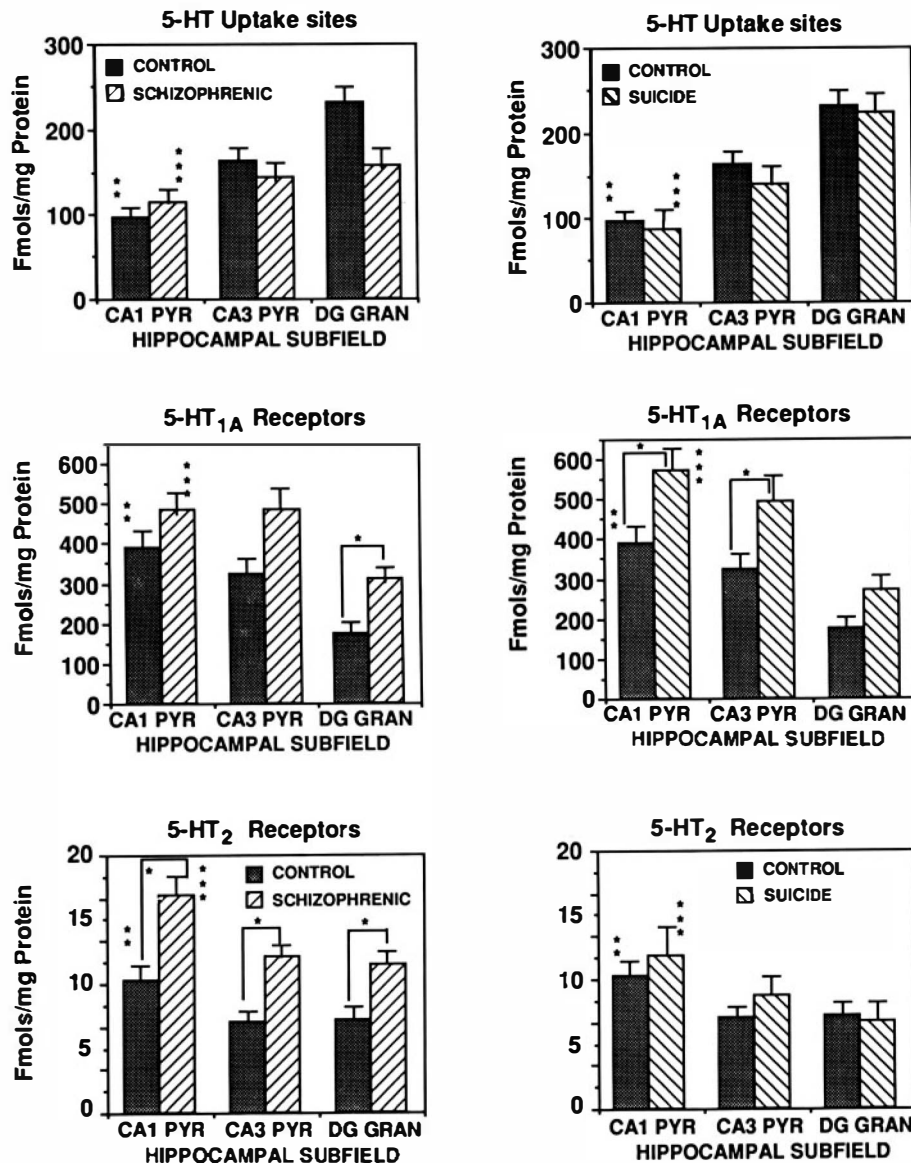 5-HT Uptake sites
Fmols/mg Protein
300
200
100
0
CONTROL
SCHIZOPHRENIC
** ***
CA1 PYR CA3 PYR DG GRAN
HIPPOCAMPAL SUBFIELD
5-HT Uptake sites
Fmols/mg Protein
300
200
100
0
CONTROL
SUICIDE
** ***
CA1 PYR CA3 PYR DG GRAN
HIPPOCAMPAL SUBFIELD
5-HT1A Receptors
Fmols/mg Protein
600
500
400
300
200
100
0
** *** *
CA1 PYR CA3 PYR DG GRAN
HIPPOCAMPAL SUBFIELD
5-HT1A Receptors
Fmols/mg Protein
600
500
400
300
200
100
0
** * *** *
CA1 PYR CA3 PYR DG GRAN
HIPPOCAMPAL SUBFIELD
5-HT2 Receptors
Fmols/mg Protein
20
15
10
5
0
CONTROL
SCHIZOPHRENIC
** * *** * *
CA1 PYR CA3 PYR DG GRAN
HIPPOCAMPAL SUBFIELD
5-HT2 Receptors
Fmols/mg Protein
20
15
10
5
0
CONTROL
SUICIDE
** ***
CA1 PYR CA3 PYR DG GRAN
HIPPOCAMPAL SUBFIELD